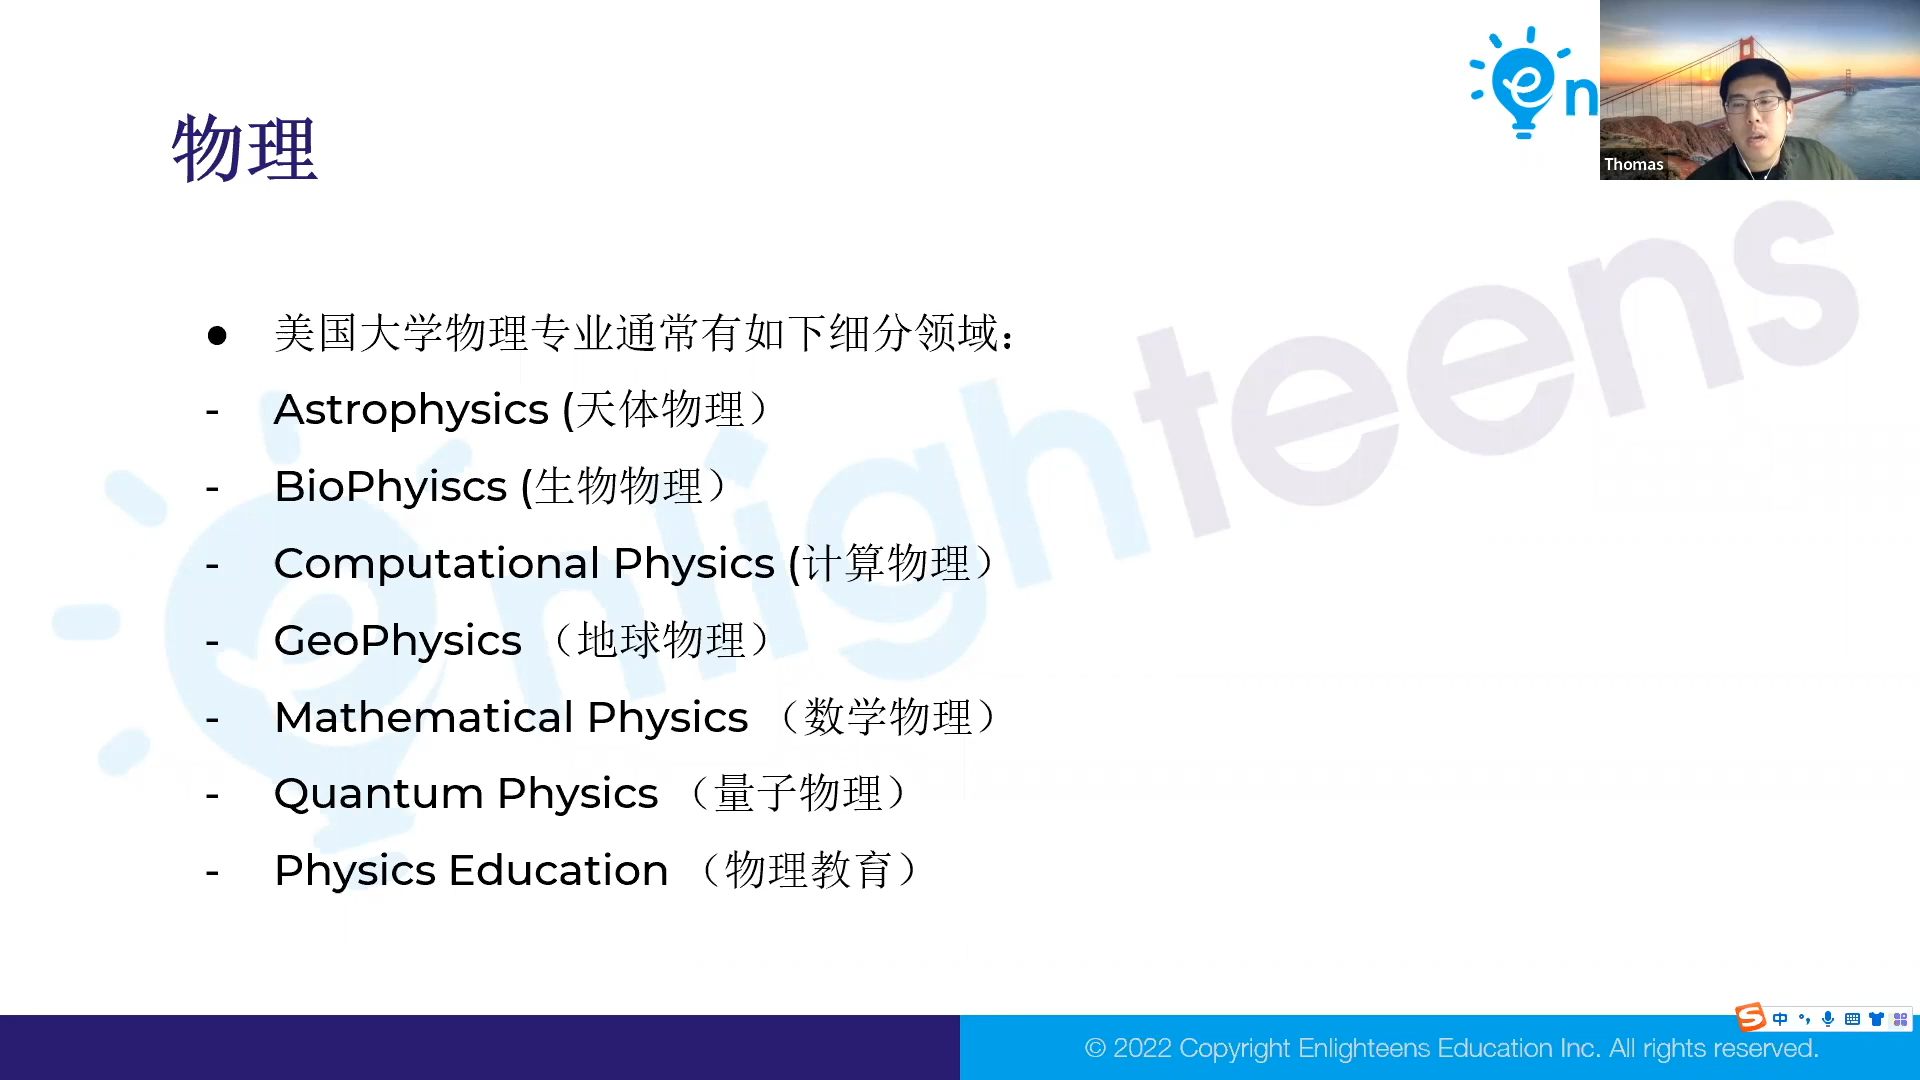 en
Thomas
物理
● 美国大学物理专业通常有如下细分领域：
- Astrophysics (天体物理）
- BioPhyiscs (生物物理）
- Computational Physics (计算物理）
- GeoPhysics （地球物理）
- Mathematical Physics （数学物理）
- Quantum Physics （量子物理）
- Physics Education （物理教育）
enlighteens
中
© 2022 Copyright Enlighteens Education Inc. All rights reserved.